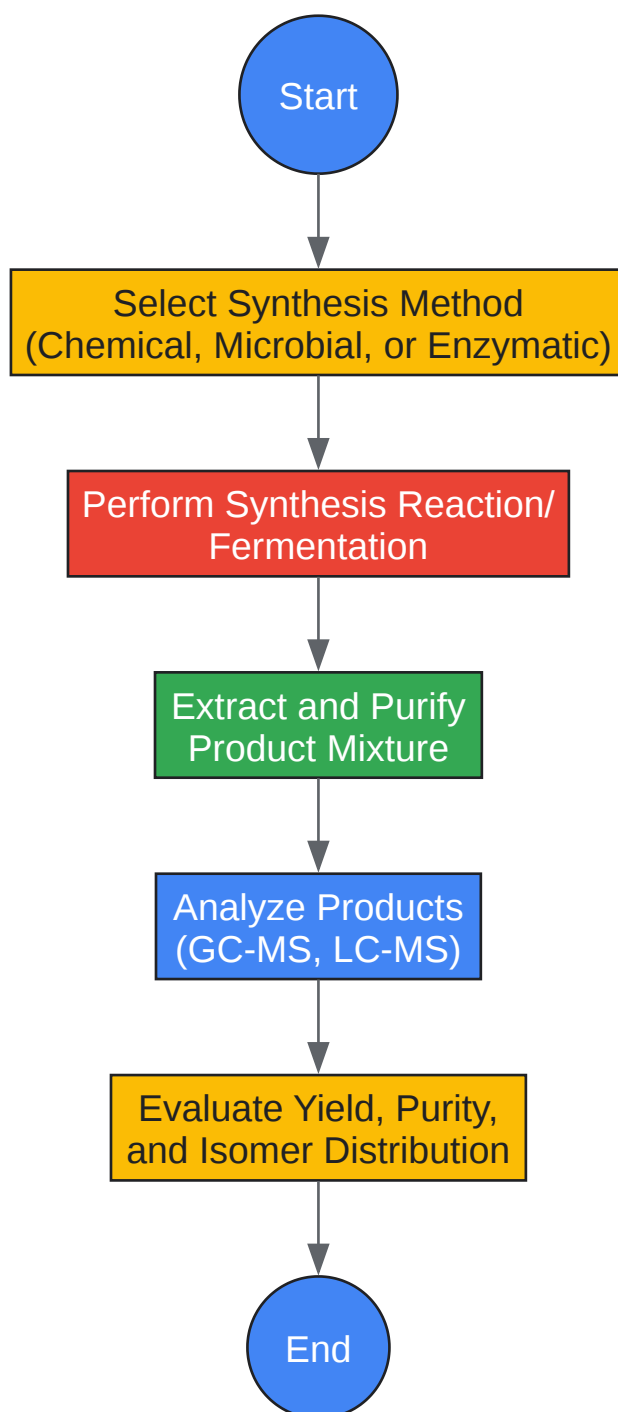 Start
Select Synthesis Method
(Chemical, Microbial, or Enzymatic)
Perform Synthesis Reaction/
Fermentation
Extract and Purify
Product Mixture
Analyze Products
(GC-MS, LC-MS)
Evaluate Yield, Purity,
and Isomer Distribution
End